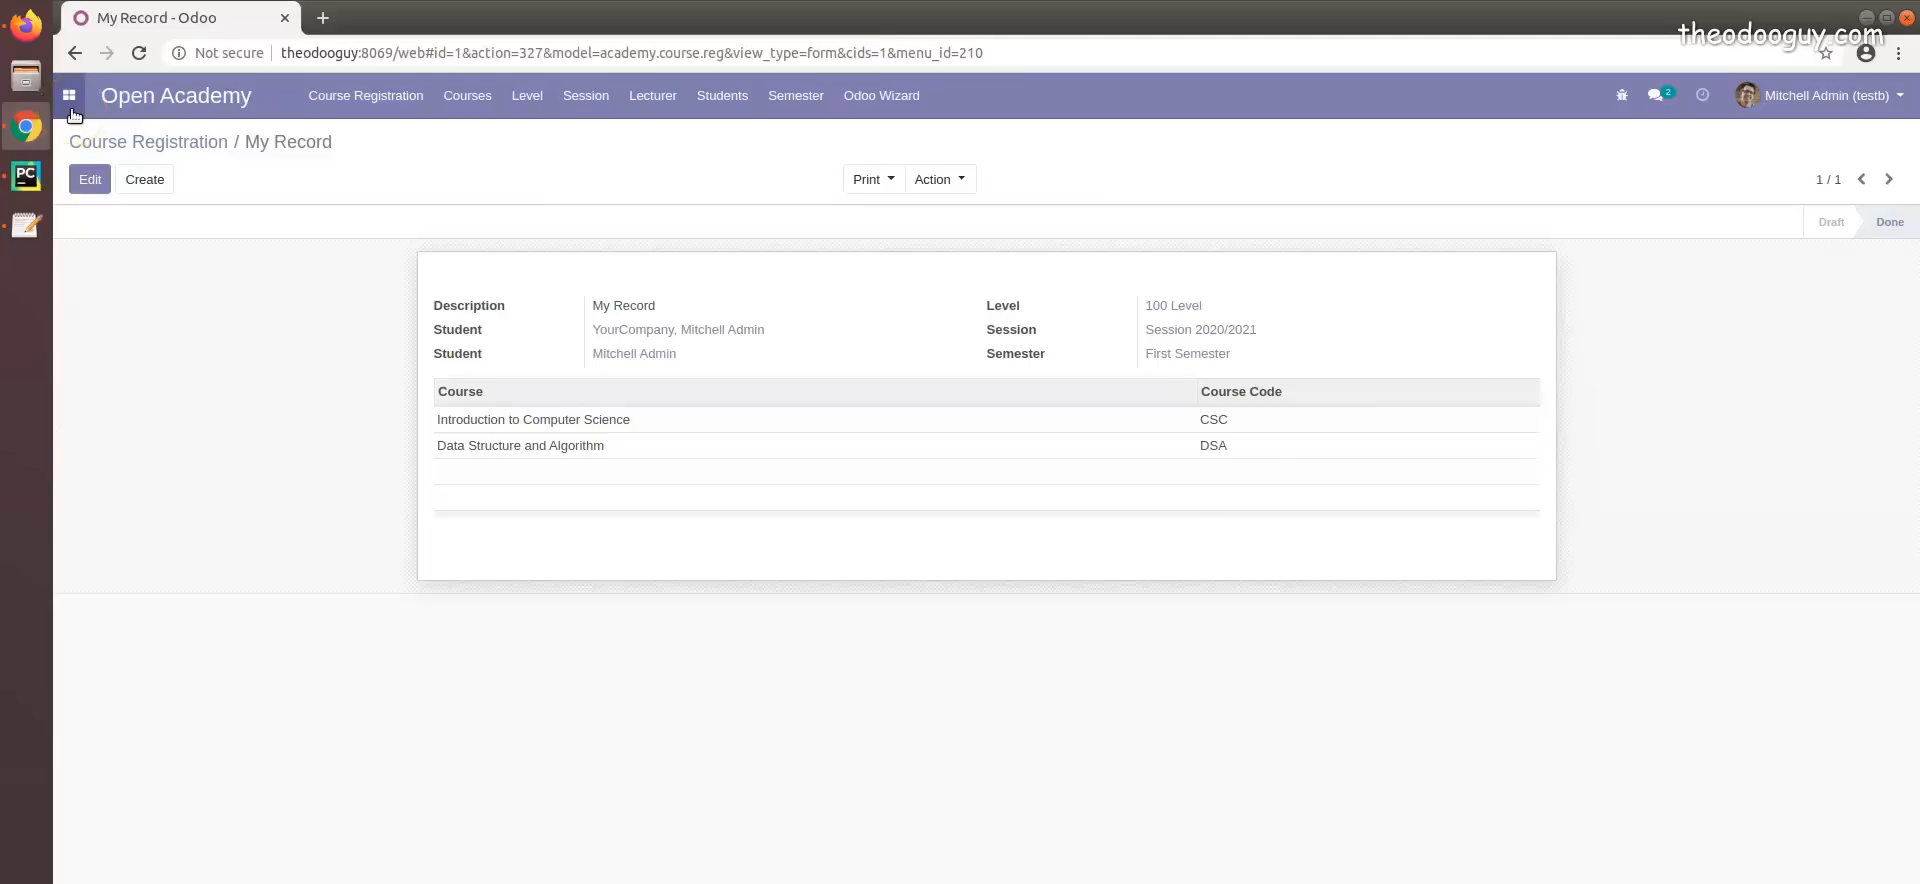 My Record - Odoo
theodooguy.com
Not secure theodooguy:8069/web#id=1&action=327&model=academy.course.reg&view_type=form&cids=1&menu_id=210
Open Academy Course Registration Courses Level Session Lecturer Students Semester Odoo Wizard 2 Mitchell Admin (testb)
Course Registration / My Record
Edit Create Print Action 1 / 1
Draft Done
Description My Record Level 100 Level
Student YourCompany, Mitchell Admin Session Session 2020/2021
Student Mitchell Admin Semester First Semester
Course Course Code
Introduction to Computer Science CSC
Data Structure and Algorithm DSA
PC